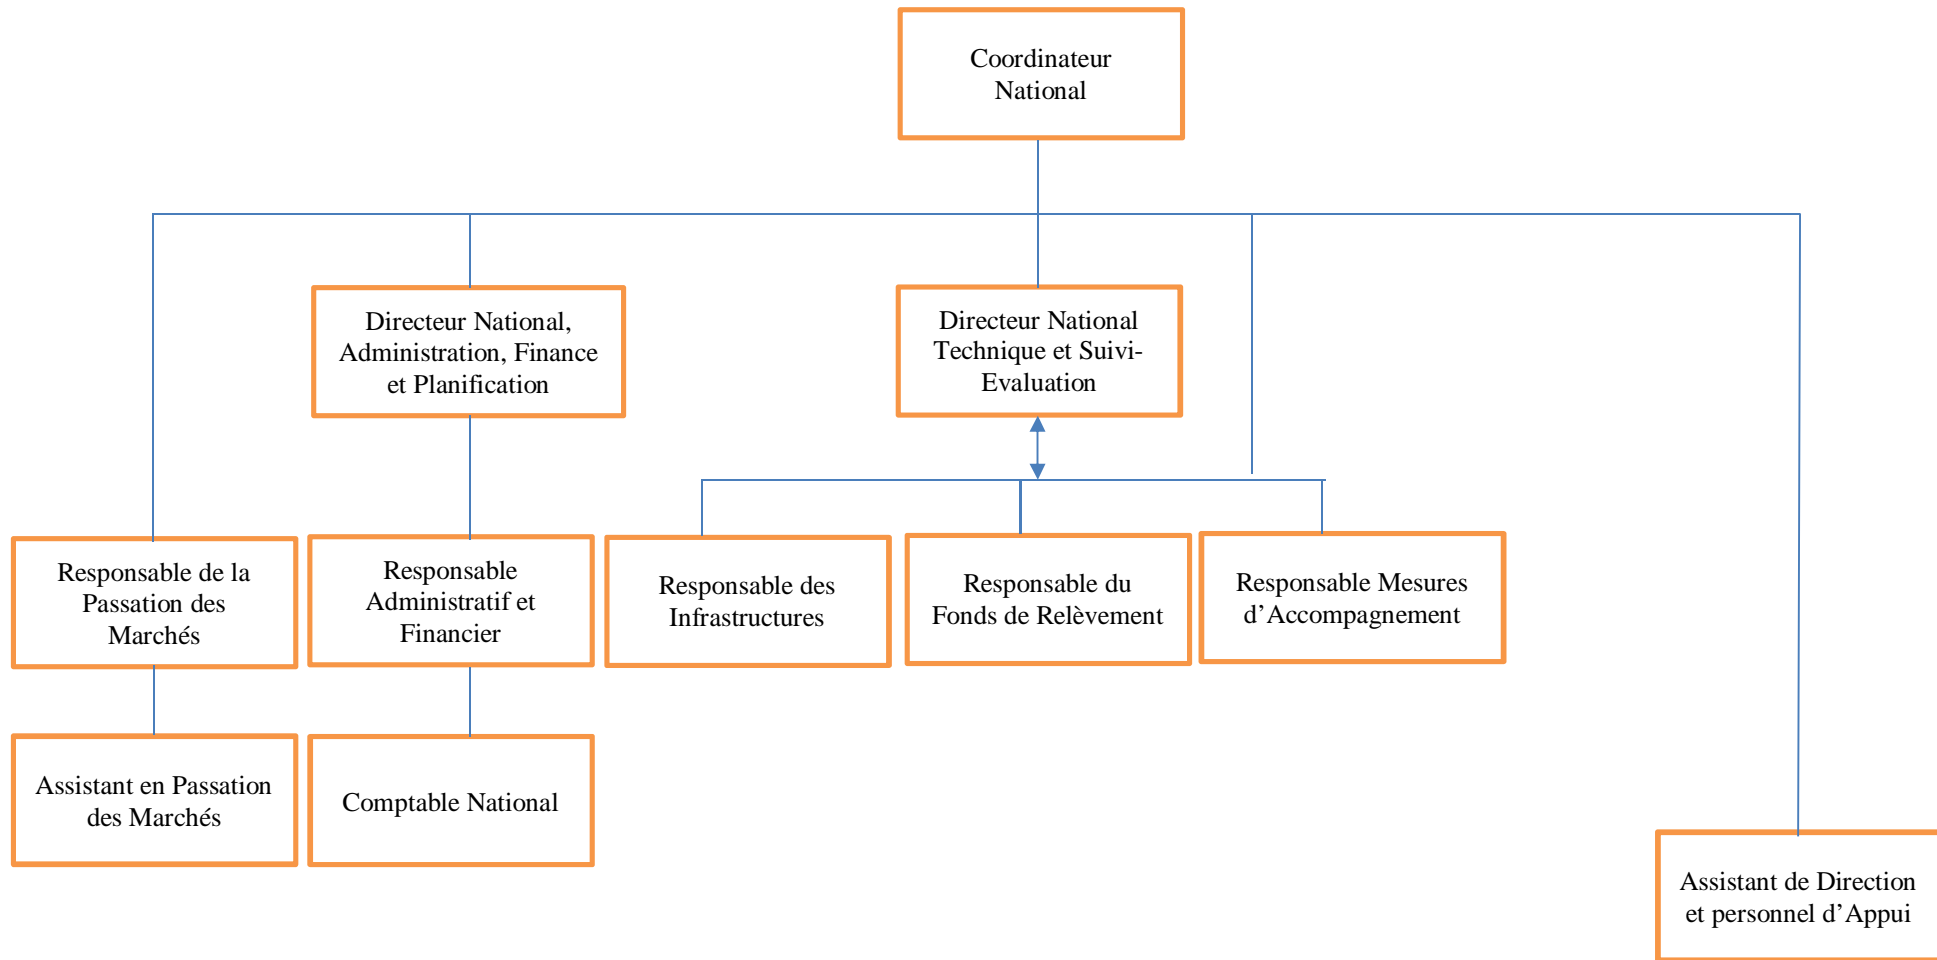 Coordinateur
National
Directeur National,
Administration, Finance
et Planification
Directeur National
Technique et Suivi-
Evaluation
Responsable de la
Passation des
Marchés
Responsable
Administratif et
Financier
Responsable des
Infrastructures
Responsable du
Fonds de Relèvement
Responsable Mesures
d’Accompagnement
Assistant en Passation
des Marchés
Comptable National
Assistant de Direction
et personnel d’Appui